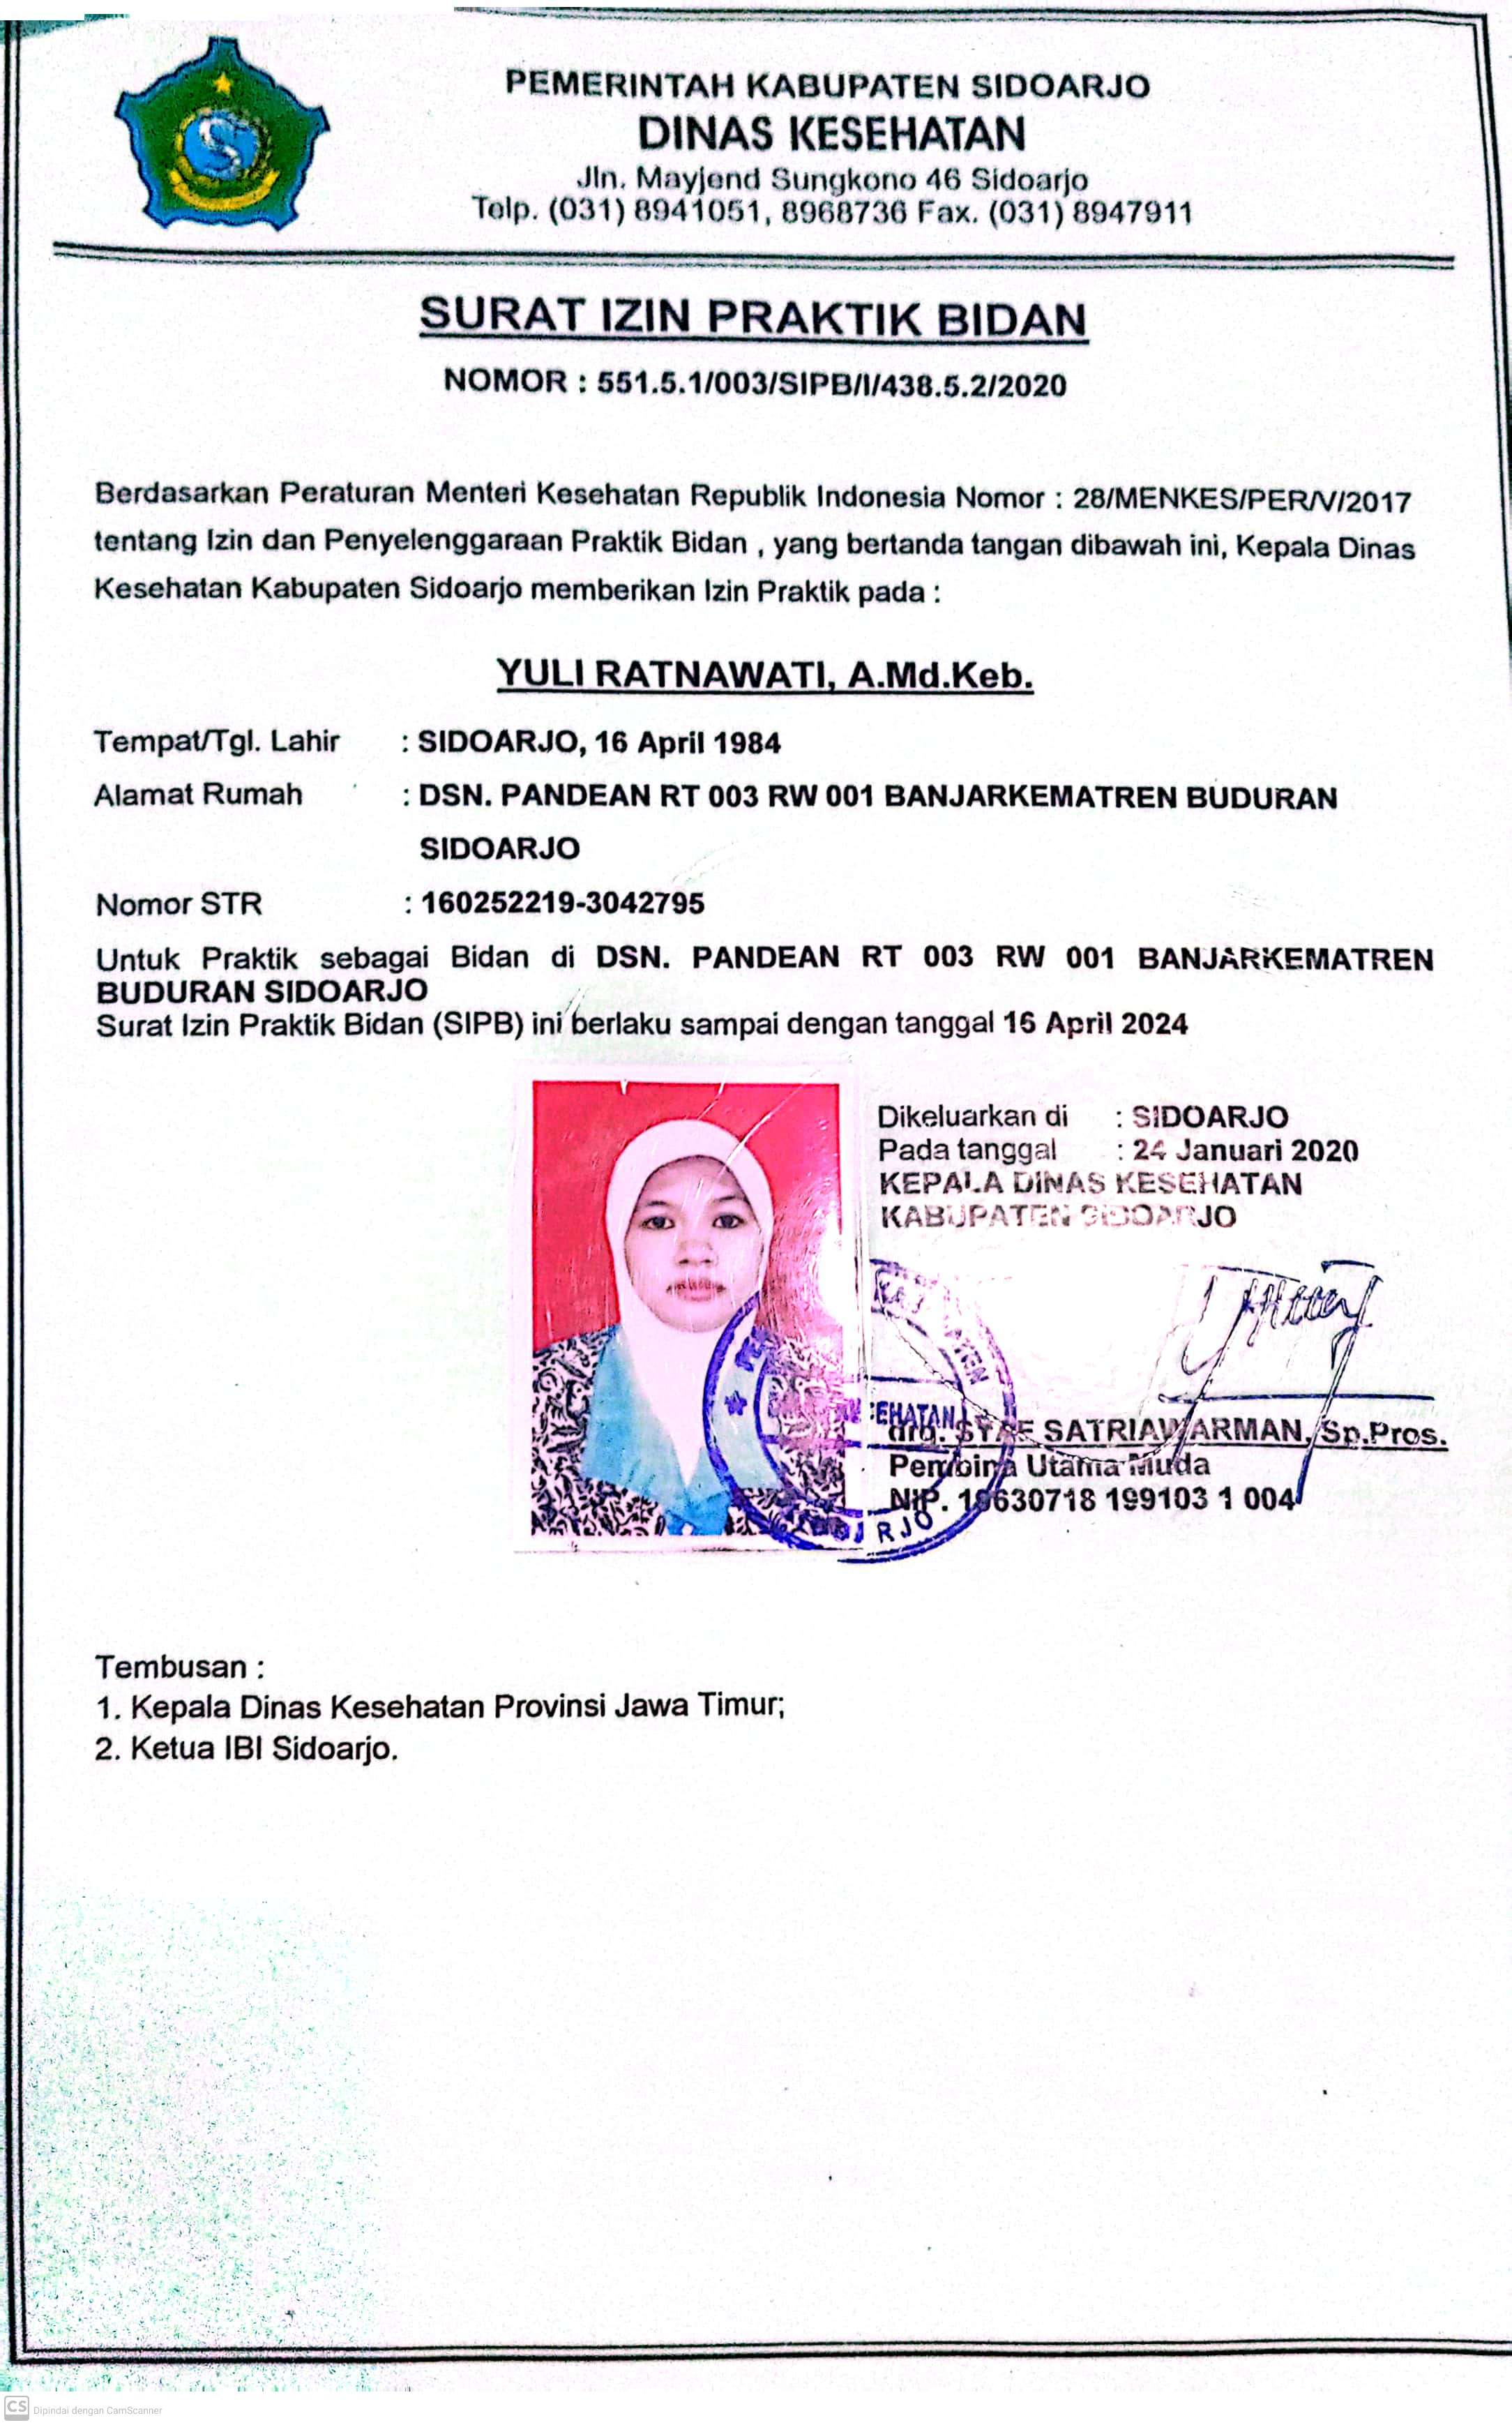 PEMERINTAH KABUPATEN SIDOARJO
DINAS KESEHATAN
Jln. Mayjend Sungkono 46 Sidoarjo
Telp. (031) 8941051, 8968736 Fax. (031) 8947911
SURAT IZIN PRAKTIK BIDAN
NOMOR : 551.5.1/003/SIPB/I/438.5.2/2020
Berdasarkan Peraturan Menteri Kesehatan Republik Indonesia Nomor : 28/MENKES/PER/V/2017
tentang Izin dan Penyelenggaraan Praktik Bidan , yang bertanda tangan dibawah ini, Kepala Dinas
Kesehatan Kabupaten Sidoarjo memberikan Izin Praktik pada :
YULI RATNAWATI, A.Md.Keb.
Tempat/Tgl. Lahir : SIDOARJO, 16 April 1984
Alamat Rumah : DSN. PANDEAN RT 003 RW 001 BANJARKEMATREN BUDURAN
SIDOARJO
Nomor STR : 160252219-3042795
Untuk Praktik sebagai Bidan di DSN. PANDEAN RT 003 RW 001 BANJARKEMATREN
BUDURAN SIDOARJO
Surat Izin Praktik Bidan (SIPB) ini berlaku sampai dengan tanggal 16 April 2024
Dikeluarkan di : SIDOARJO
Pada tanggal : 24 Januari 2020
KEPALA DINAS KESEHATAN
KABUPATEN SIDOARJO
drg. SATRIAWARMAN, Sp.Pros.
Pembina Utama Muda
NIP. 19630718 199103 1 004
Tembusan :
1. Kepala Dinas Kesehatan Provinsi Jawa Timur;
2. Ketua IBI Sidoarjo.
CS Dipindai dengan CamScanner